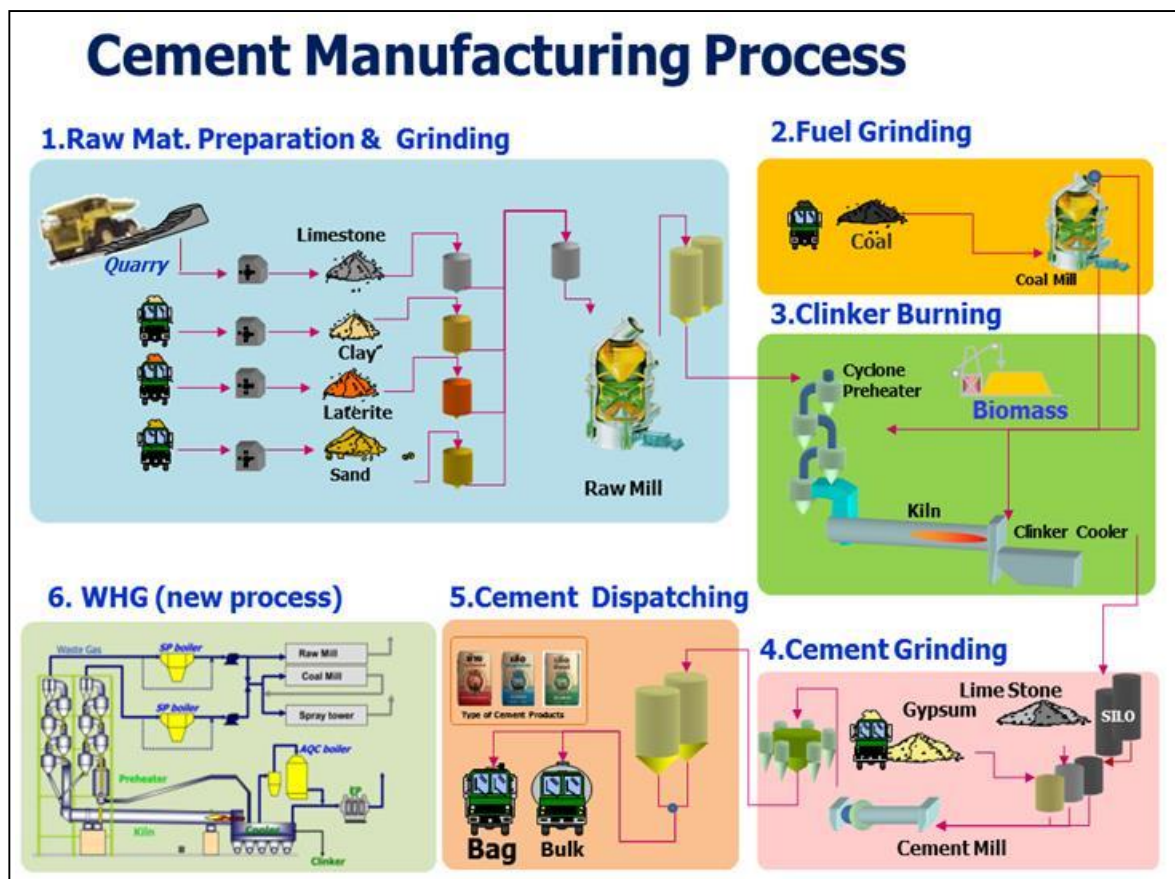 Cement Manufacturing Process
1.Raw Mat. Preparation & Grinding
Quarry
Limestone
Clay
Laterite
Sand
Raw Mill
2.Fuel Grinding
Coal
Coal Mill
3.Clinker Burning
Cyclone
Preheater
Biomass
Kiln
Clinker Cooler
6. WHG (new process)
Waste Gas
SP boiler
Raw Mill
Coal Mill
SP boiler
Spray tower
AQC boiler
Preheater
EP
Kiln
Cooler
Clinker
5.Cement Dispatching
Type of Cement Products
Bag
Bulk
4.Cement Grinding
Lime Stone
Gypsum
SILO
Cement Mill